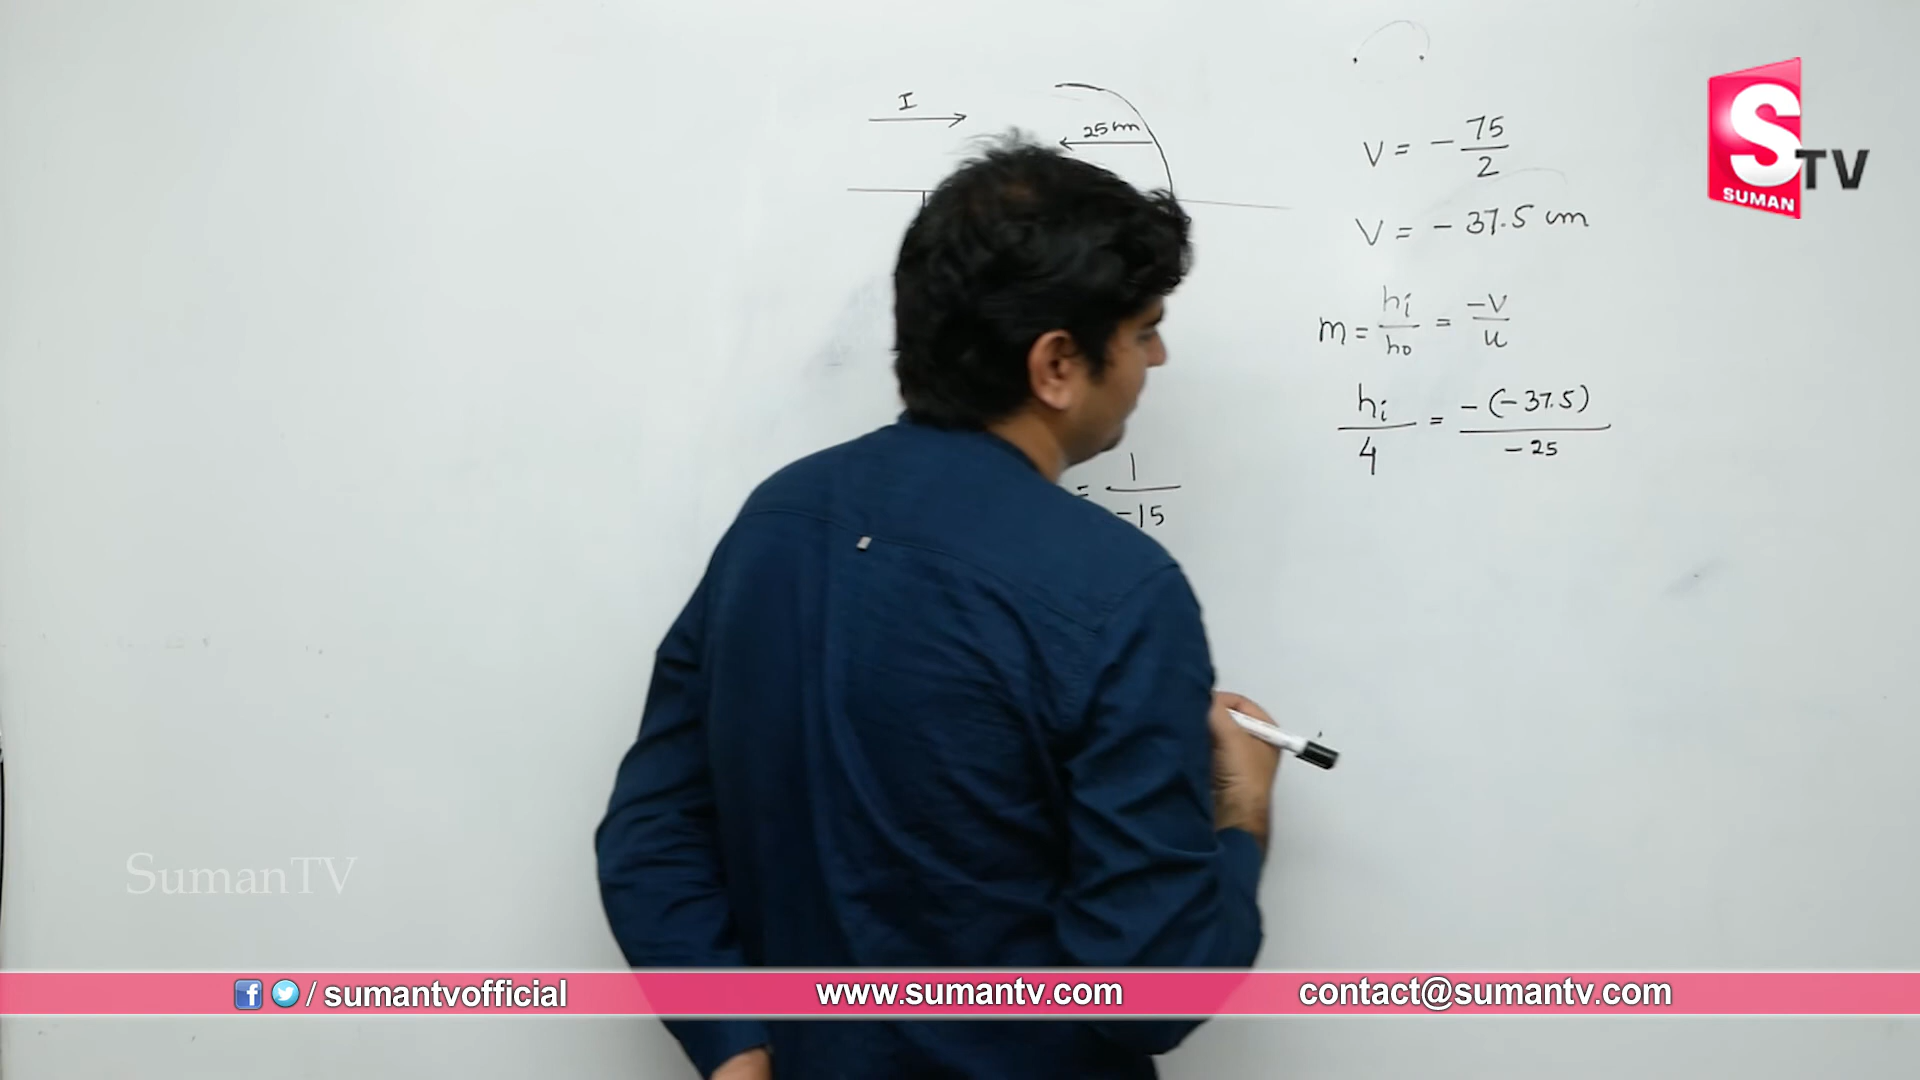 I
25 cm
V = - 75/2
V = - 37.5 cm
m = hi/ho = -V/u
hi/4 = -(-37.5)/-25
= 1/-15
S TV
SUMAN
SumanTV
f / sumantvofficial
www.sumantv.com
contact@sumantv.com